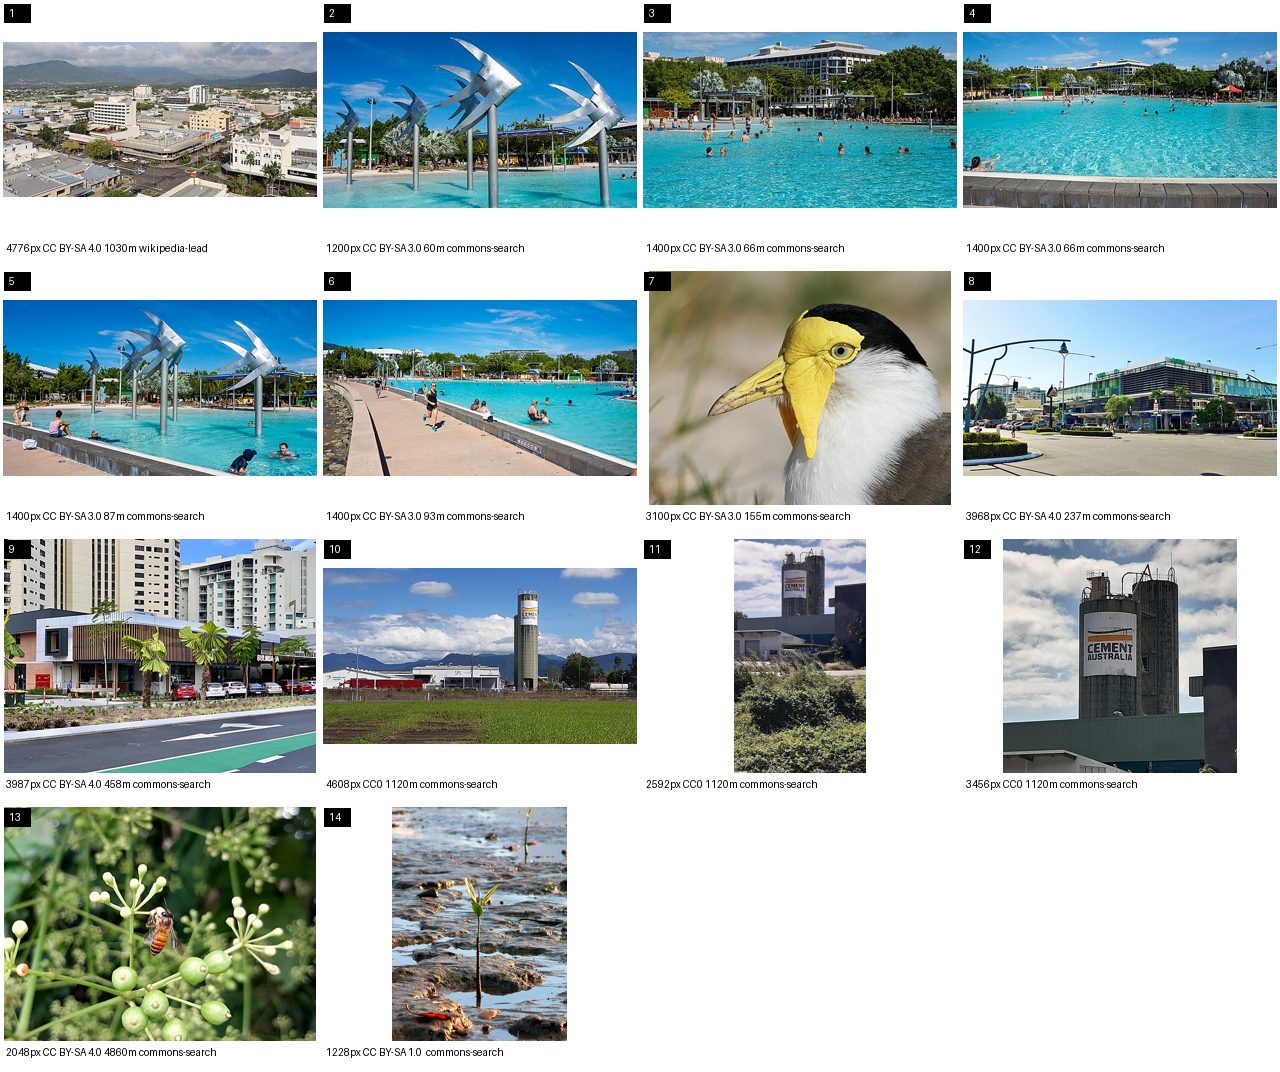 1
2
3
4
4776px CC BY-SA 4.0 1030m wikipedia-lead
1200px CC BY-SA 3.0 60m commons-search
1400px CC BY-SA 3.0 66m commons-search
1400px CC BY-SA 3.0 66m commons-search
5
6
7
8
1400px CC BY-SA 3.0 87m commons-search
1400px CC BY-SA 3.0 93m commons-search
3100px CC BY-SA 3.0 155m commons-search
3968px CC BY-SA 4.0 237m commons-search
9
10
11
12
CEMENT
CEMENT
AUSTRALIA
CEMENT
AUSTRALIA
3987px CC BY-SA 4.0 458m commons-search
4608px CC0 1120m commons-search
2592px CC0 1120m commons-search
3456px CC0 1120m commons-search
13
14
2048px CC BY-SA 4.0 4860m commons-search
1228px CC BY-SA 1.0 commons-search